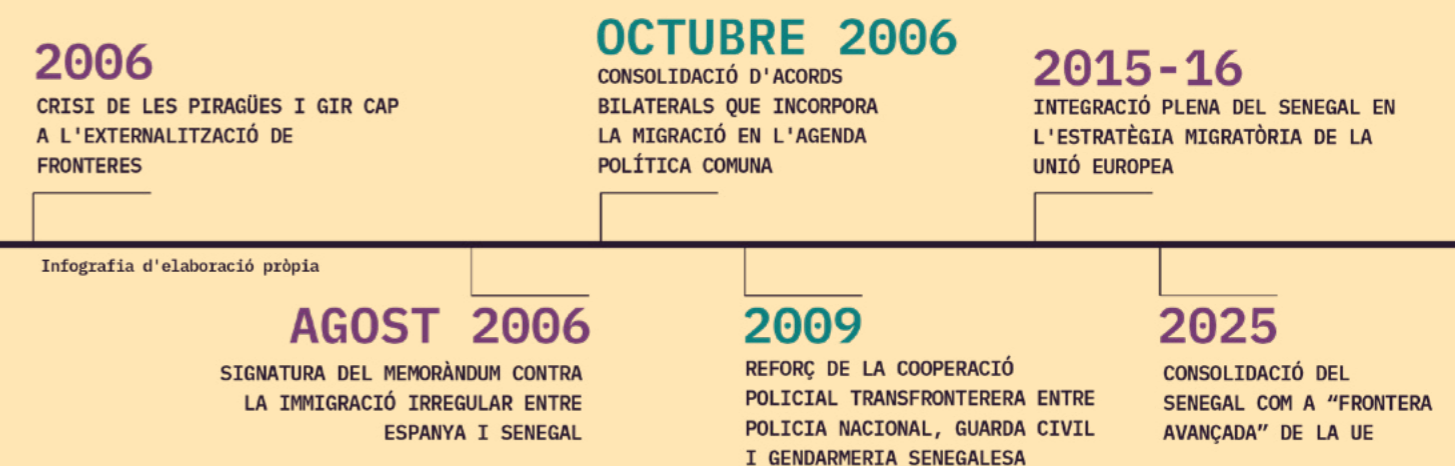 2006
CRISI DE LES PIRAGÜES I GIR CAP
A L'EXTERNALITZACIÓ DE
FRONTERES
OCTUBRE 2006
CONSOLIDACIÓ D'ACORDS
BILATERALS QUE INCORPORA
LA MIGRACIÓ EN L'AGENDA
POLÍTICA COMUNA
2015-16
INTEGRACIÓ PLENA DEL SENEGAL EN
L'ESTRATÈGIA MIGRATÒRIA DE LA
UNIÓ EUROPEA
Infografia d'elaboració pròpia
AGOST 2006
SIGNATURA DEL MEMORÀNDUM CONTRA
LA IMMIGRACIÓ IRREGULAR ENTRE
ESPANYA I SENEGAL
2009
REFORÇ DE LA COOPERACIÓ
POLICIAL TRANSFRONTERERA ENTRE
POLICIA NACIONAL, GUARDA CIVIL
I GENDARMERIA SENEGALESA
2025
CONSOLIDACIÓ DEL
SENEGAL COM A “FRONTERA
AVANÇADA” DE LA UE